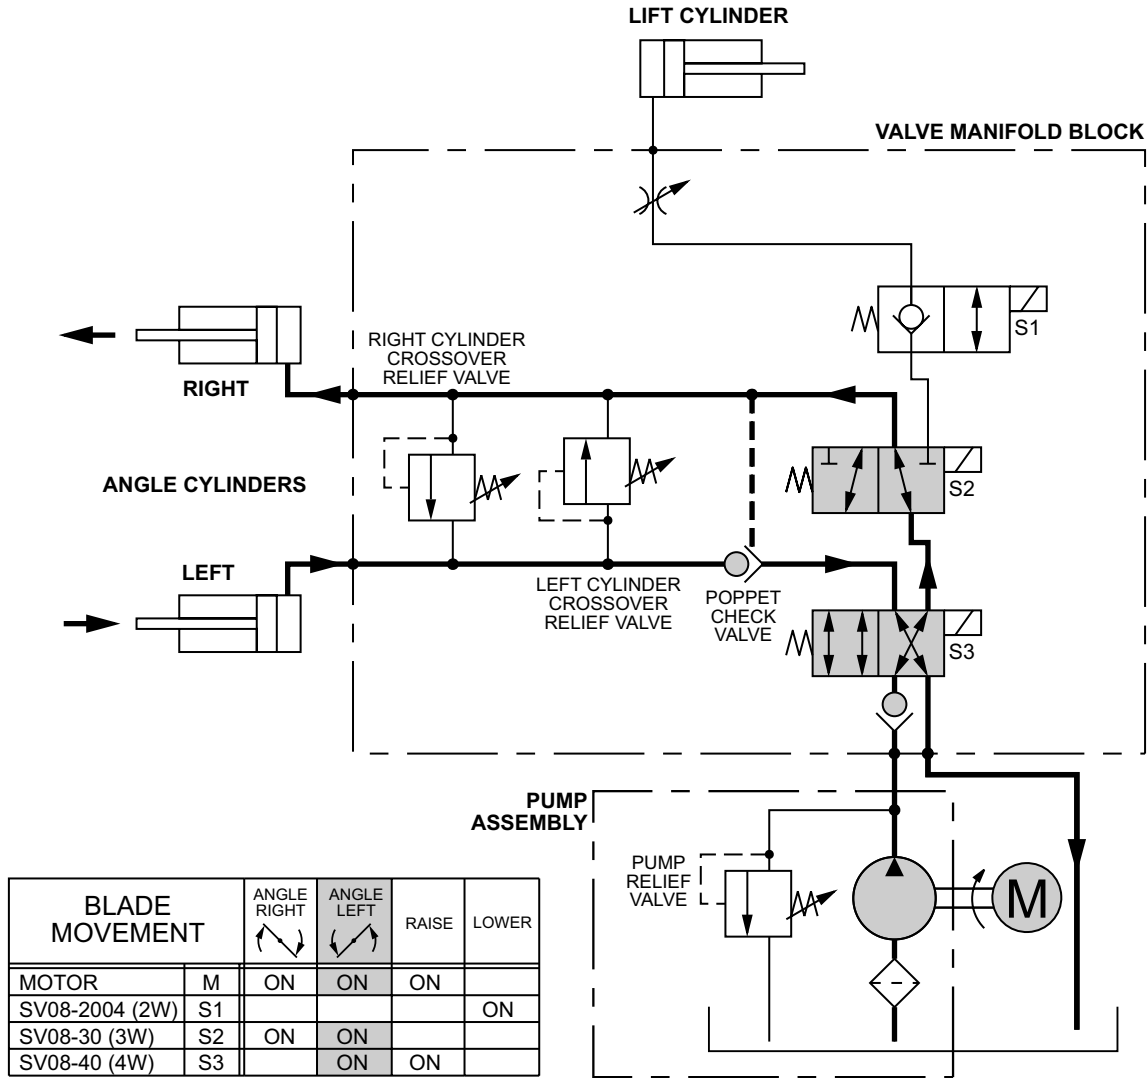 LIFT CYLINDER
VALVE MANIFOLD BLOCK
S1
RIGHT CYLINDER
CROSSOVER
RELIEF VALVE
RIGHT
ANGLE CYLINDERS
S2
LEFT
LEFT CYLINDER
CROSSOVER
RELIEF VALVE
POPPET
CHECK
VALVE
S3
PUMP
ASSEMBLY
PUMP
RELIEF
VALVE
M
BLADE
MOVEMENT
ANGLE
RIGHT
ANGLE
LEFT
RAISE
LOWER
MOTOR M ON ON ON
SV08-2004 (2W) S1 ON
SV08-30 (3W) S2 ON ON
SV08-40 (4W) S3 ON ON